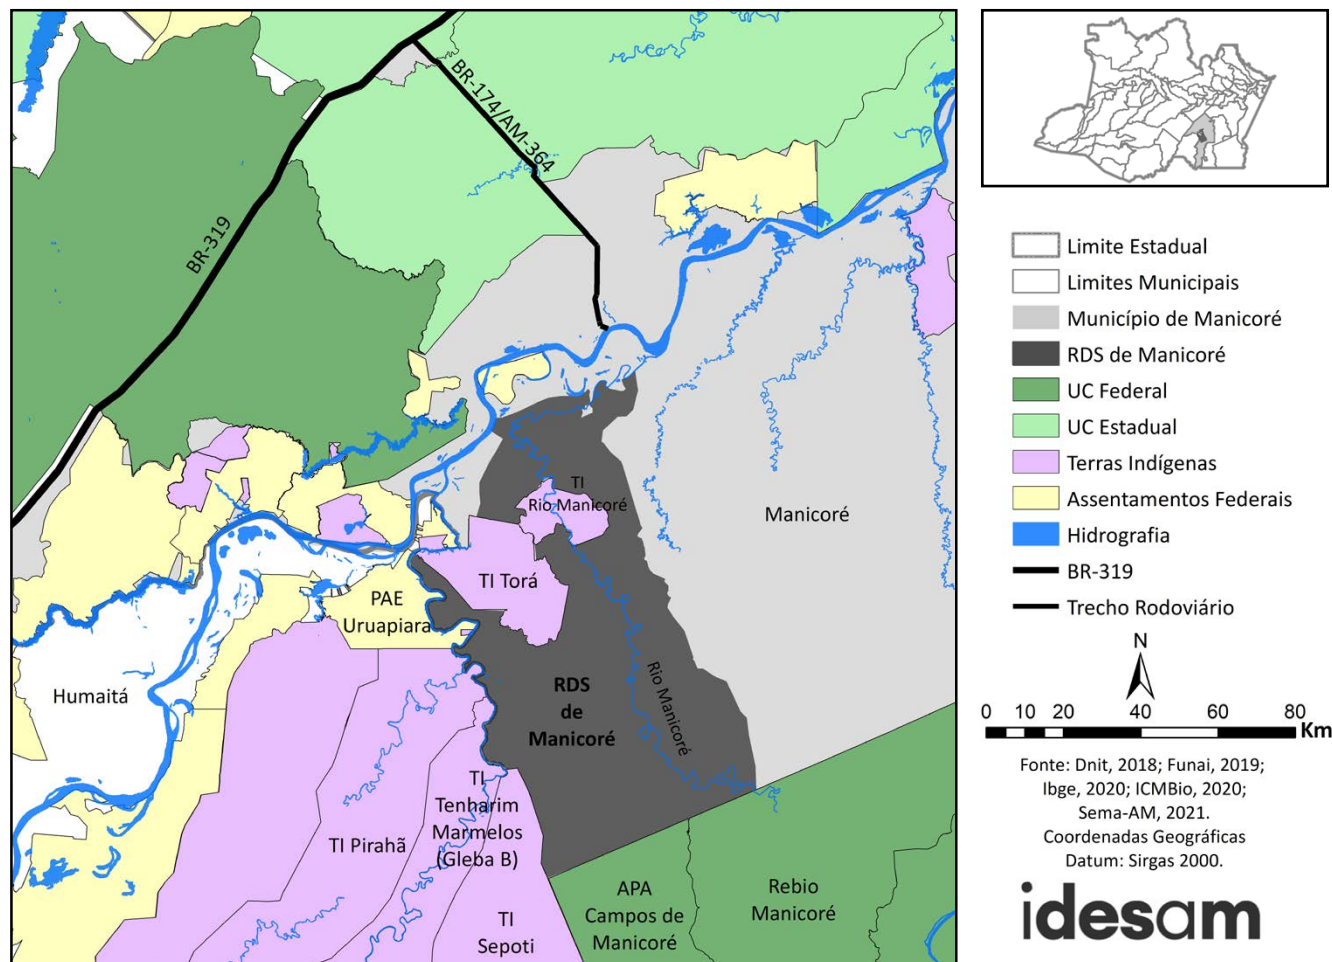 BR-174/AM-364
BR-319
TI
Rio Manicoré
Manicoré
TI Torá
PAE
Uruapiara
Humaitá
RDS
de
Manicoré
Rio Manicoré
TI
Tenharim
Marmelos
(Gleba B)
TI Pirahã
TI
Sepoti
APA
Campos de
Manicoré
Rebio
Manicoré
Limite Estadual
Limites Municipais
Município de Manicoré
RDS de Manicoré
UC Federal
UC Estadual
Terras Indígenas
Assentamentos Federais
Hidrografia
BR-319
Trecho Rodoviário
N
0 10 20 40 60 80
Km
Fonte: Dnit, 2018; Funai, 2019;
Ibge, 2020; ICMBio, 2020;
Sema-AM, 2021.
Coordenadas Geográficas
Datum: Sirgas 2000.
idesam